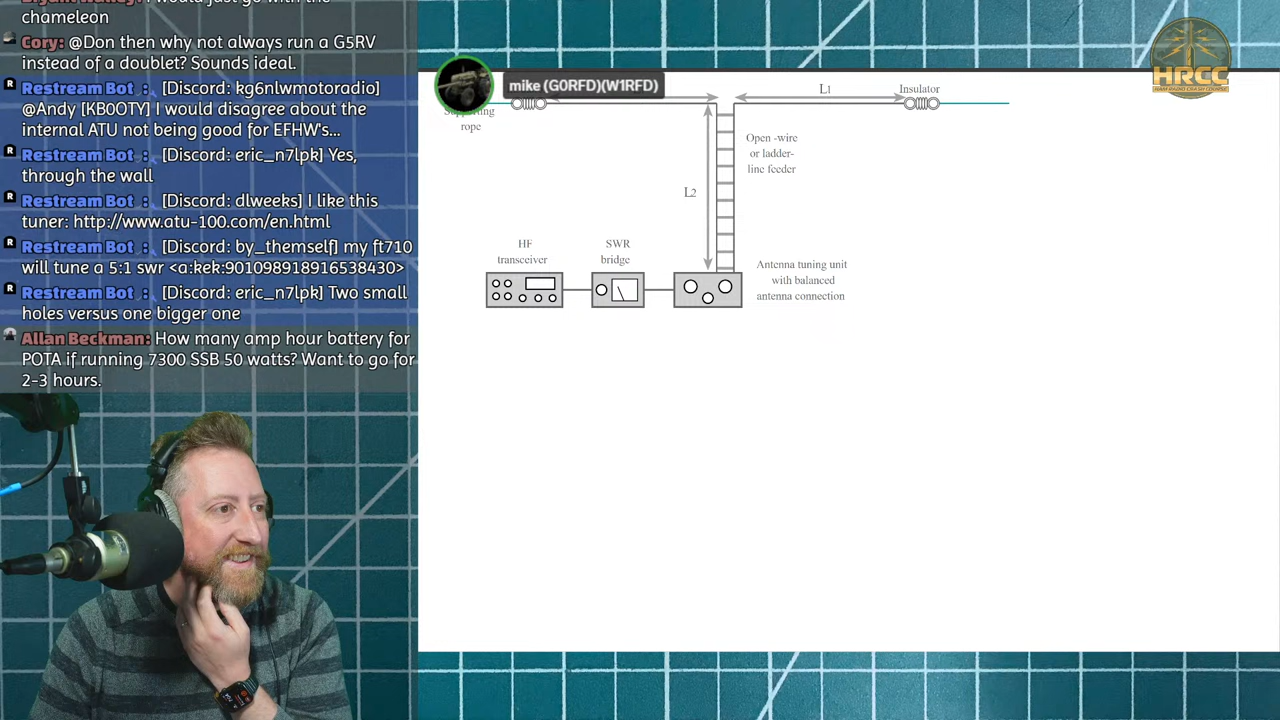 chameleon
Cory: @Don then why not always run a G5RV
instead of a doublet? Sounds ideal.
Restream Bot : [Discord: kg6nlwmotoradio]
@Andy [KB0OTY] I would disagree about the
internal ATU not being good for EFHW's...
Restream Bot : [Discord: eric_n7lpk] Yes,
through the wall
Restream Bot : [Discord: dlweeks] I like this
tuner: http://www.atu-100.com/en.html
Restream Bot : [Discord: by_themself] my ft710
will tune a 5:1 swr <a:kek:901098918916538430>
Restream Bot : [Discord: eric_n7lpk] Two small
holes versus one bigger one
Allan Beckman: How many amp hour battery for
POTA if running 7300 SSB 50 watts? Want to go for
2-3 hours.
mike (G0RFD)(W1RFD)
L1
Insulator
Supporting
rope
Open -wire
or ladder-
line feeder
L2
HF
transceiver
SWR
bridge
Antenna tuning unit
with balanced
antenna connection
HRCC
HAM RADIO CRASH COURSE